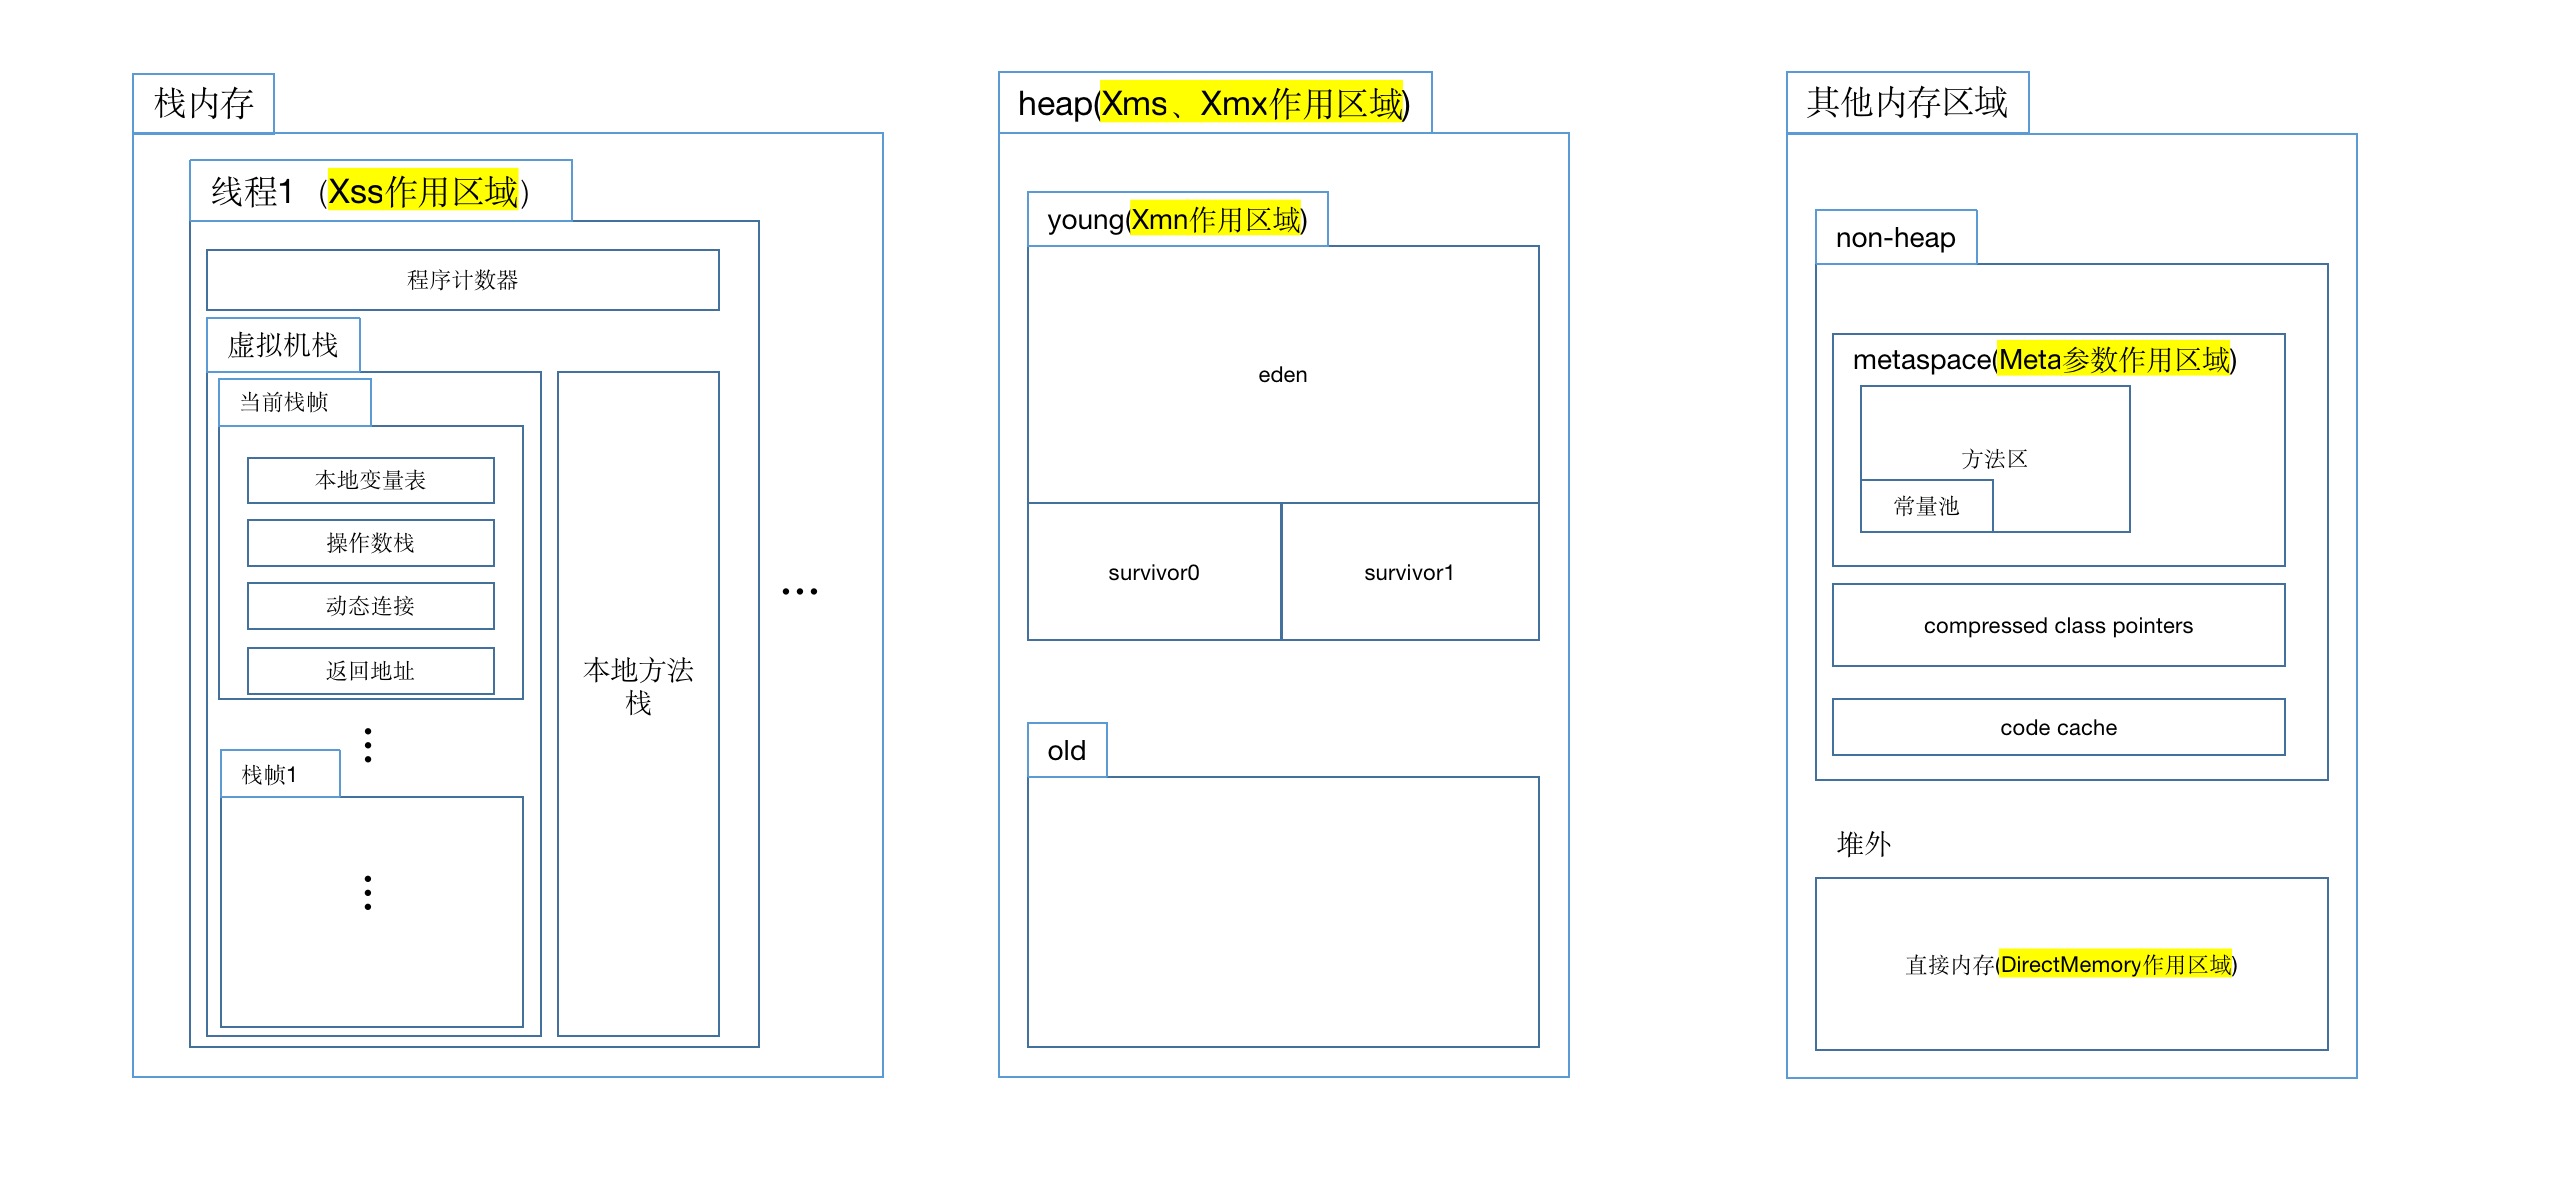 栈内存
线程1（Xss作用区域）
程序计数器
虚拟机栈
当前栈帧
本地变量表
操作数栈
动态连接
返回地址
栈帧1
本地方法
栈
heap(Xms、Xmx作用区域)
young(Xmn作用区域)
eden
survivor0
survivor1
old
其他内存区域
non-heap
metaspace(Meta参数作用区域)
方法区
常量池
compressed class pointers
code cache
堆外
直接内存(DirectMemory作用区域)